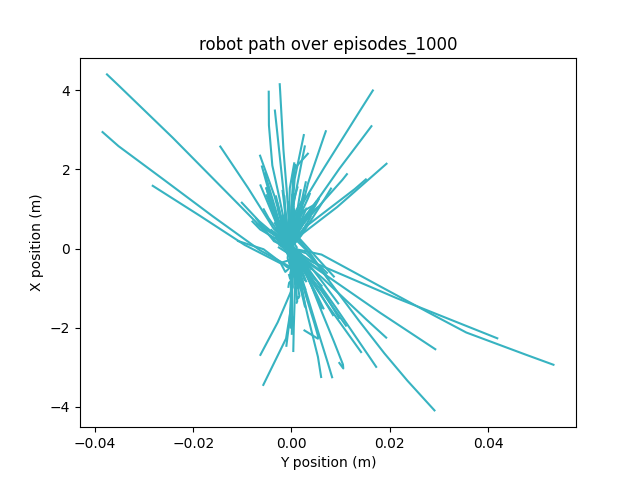 robot path over episodes_1000
4
2
0
−2
−4
X position (m)
−0.04 −0.02 0.00 0.02 0.04
Y position (m)